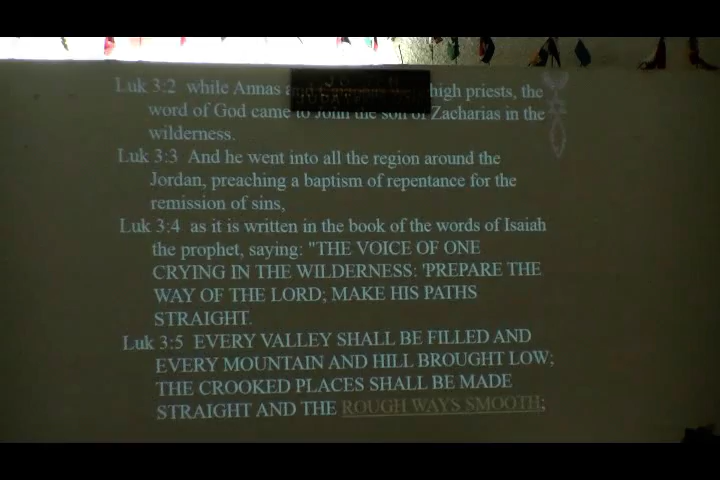 Luk 3:2 while Annas high priests, the
word of God came to John the son of Zacharias in the
wilderness.
Luk 3:3 And he went into all the region around the
Jordan, preaching a baptism of repentance for the
remission of sins,
Luk 3:4 as it is written in the book of the words of Isaiah
the prophet, saying: "THE VOICE OF ONE
CRYING IN THE WILDERNESS: 'PREPARE THE
WAY OF THE LORD; MAKE HIS PATHS
STRAIGHT.
Luk 3:5 EVERY VALLEY SHALL BE FILLED AND
EVERY MOUNTAIN AND HILL BROUGHT LOW;
THE CROOKED PLACES SHALL BE MADE
STRAIGHT AND THE ROUGH WAYS SMOOTH;